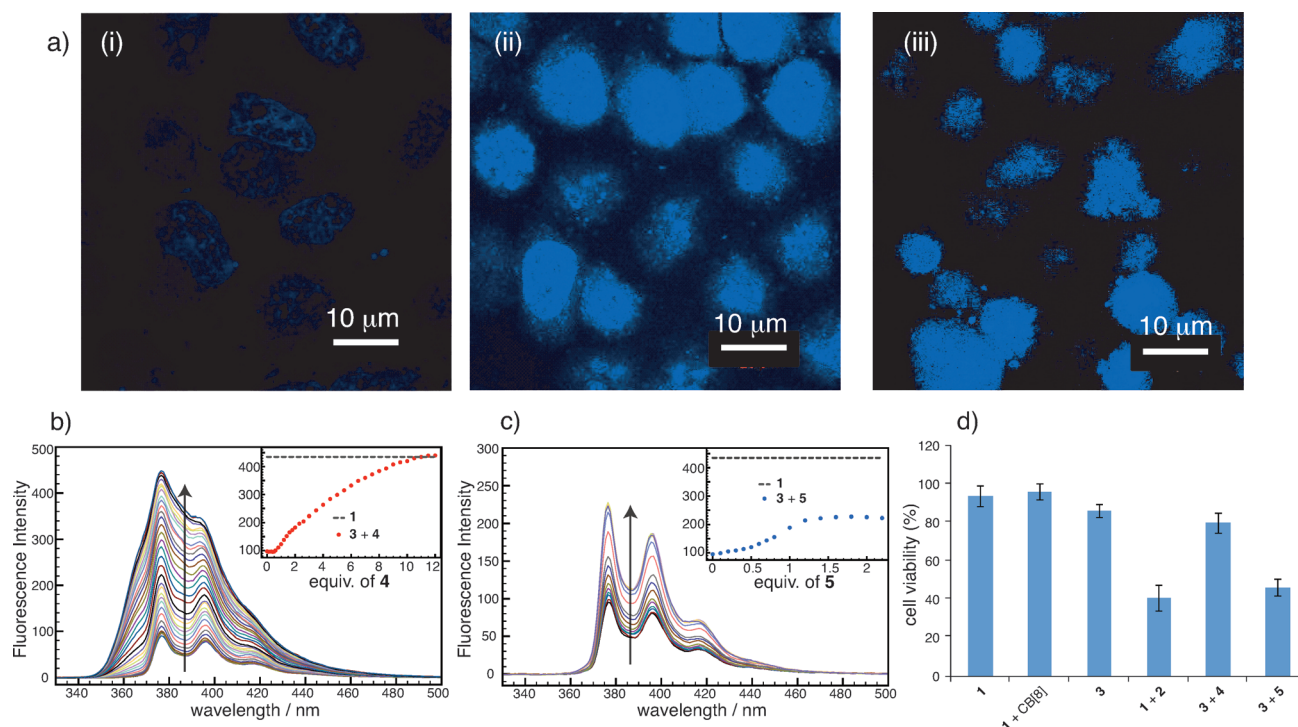 a)
(i)
(ii)
(iii)
10 μm
10 μm
10 μm
b)
500
400
300
200
100
0
Fluorescence Intensity
340
360
380
400
420
440
460
480
500
wavelength / nm
400
300
200
100
0
2
4
6
8
10
12
1
3 + 4
equiv. of 4
c)
300
250
200
150
100
50
0
Fluorescence Intensity
340
360
380
400
420
440
460
480
500
wavelength / nm
400
300
200
100
0.0
0.5
1.0
1.5
2.0
1
3 + 5
equiv. of 5
d)
120
100
80
60
40
20
0
cell viability (%)
1
1 + CB[8]
3
1 + 2
3 + 4
3 + 5